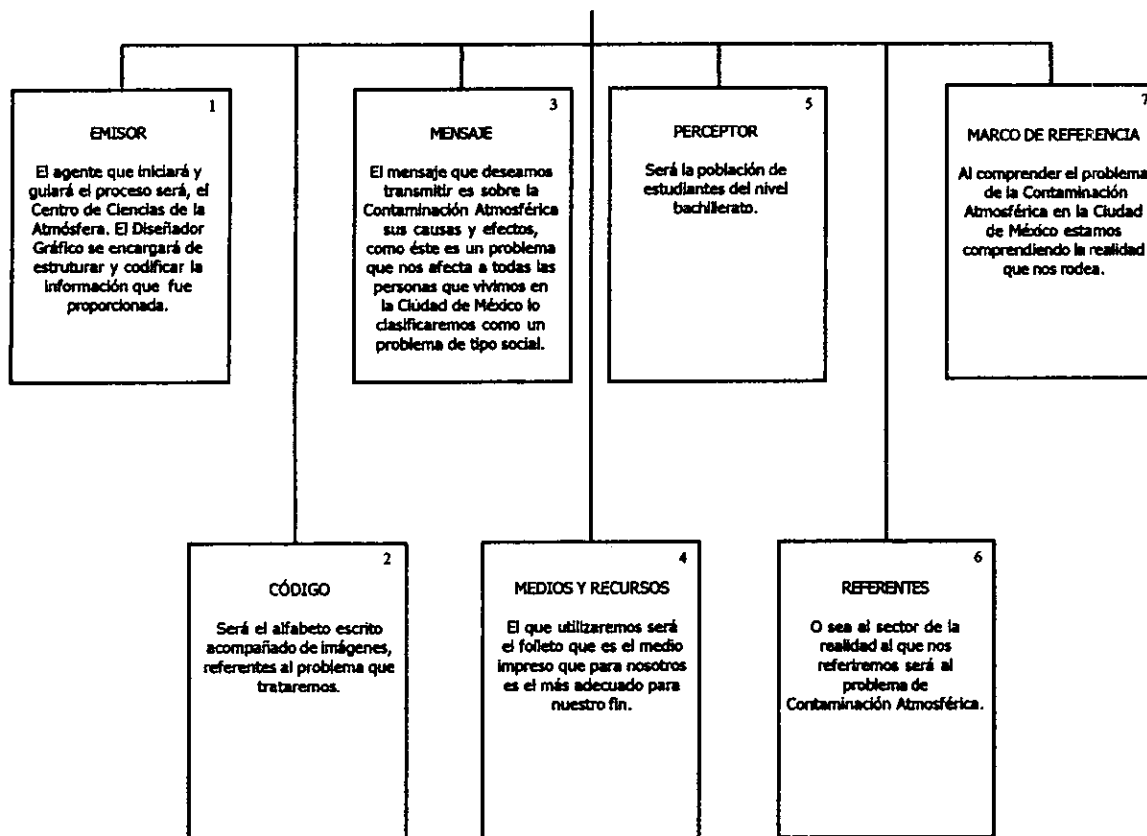 1
EMISOR
El agente que iniciará y
guiará el proceso será, el
Centro de Ciencias de la
Atmósfera. El Diseñador
Gráfico se encargará de
estruturar y codificar la
información que fue
proporcionada.
2
CÓDIGO
Será el alfabeto escrito
acompañado de imágenes,
referentes al problema que
trataremos.
3
MENSAJE
El mensaje que deseamos
transmitir es sobre la
Contaminación Atmosférica
sus causas y efectos,
como éste es un problema
que nos afecta a todas las
personas que vivimos en
la Ciudad de México lo
clasificaremos como un
problema de tipo social.
4
MEDIOS Y RECURSOS
El que utilizaremos será
el folleto que es el medio
impreso que para nosotros
es el más adecuado para
nuestro fin.
5
PERCEPTOR
Será la población de
estudiantes del nivel
bachillerato.
6
REFERENTES
O sea al sector de la
realidad al que nos
referiremos será al
problema de
Contaminación Atmosférica.
7
MARCO DE REFERENCIA
Al comprender el problema
de la Contaminación
Atmosférica en la Ciudad
de México estamos
comprendiendo la realidad
que nos rodea.